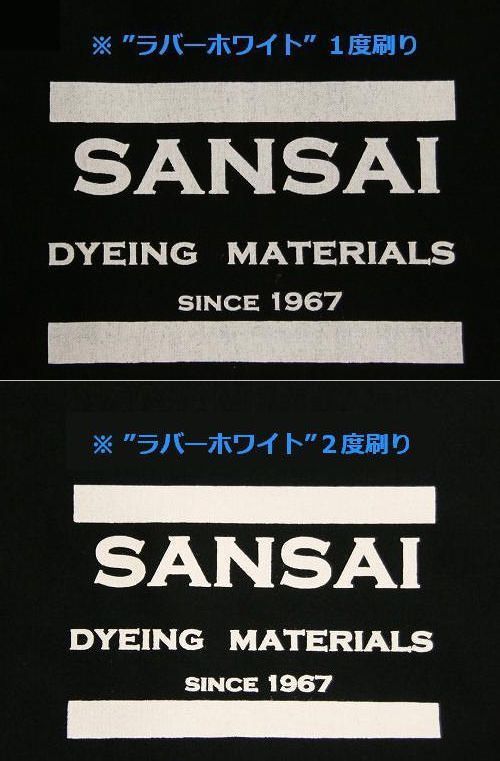 ※ ”ラバーホワイト” １度刷り
SANSAI
DYEING MATERIALS
SINCE 1967
※ ”ラバーホワイト”２度刷り
SANSAI
DYEING MATERIALS
SINCE 1967